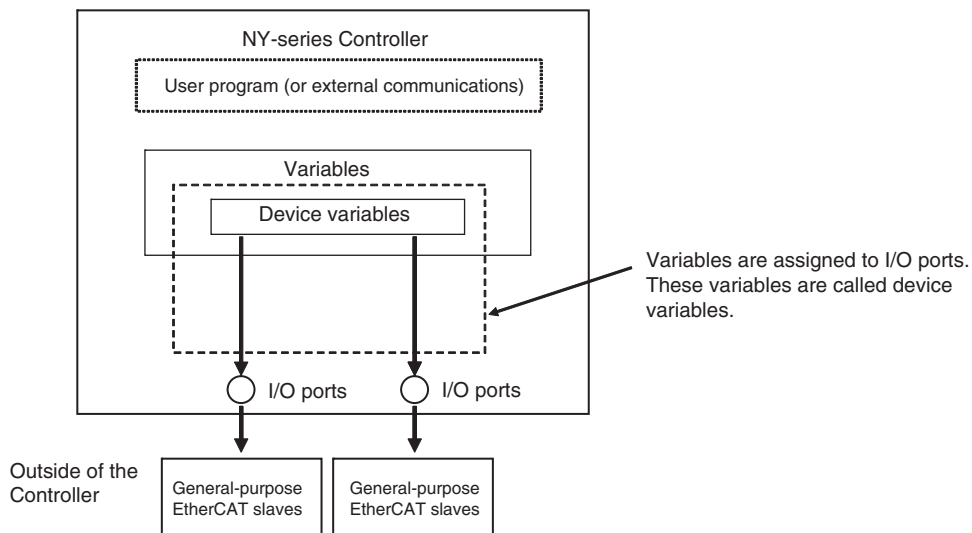 NY-series Controller
User program (or external communications)
Variables
Device variables
Variables are assigned to I/O ports.
These variables are called device
variables.
I/O ports
I/O ports
Outside of the
Controller
General-purpose
EtherCAT slaves
General-purpose
EtherCAT slaves